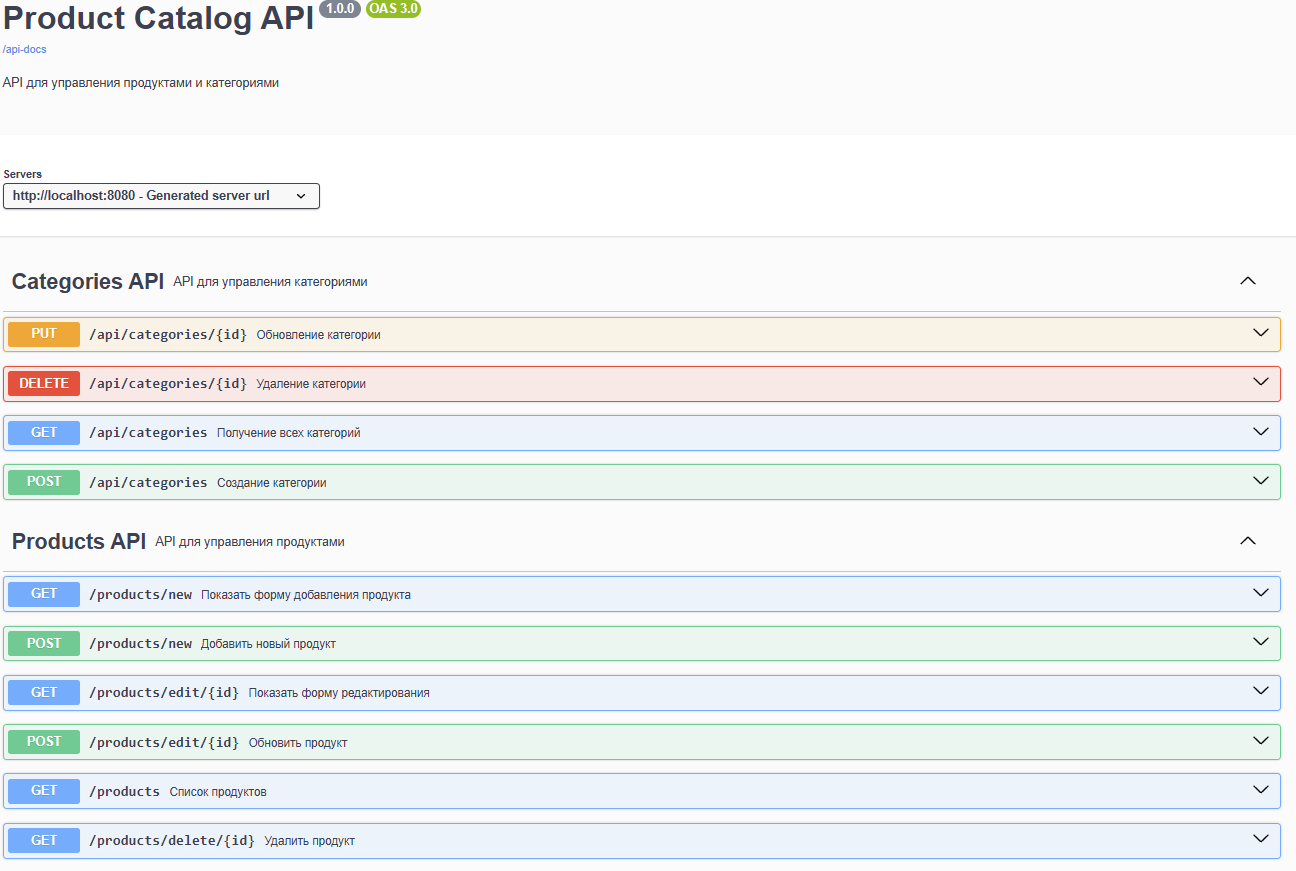 Product Catalog API 1.0.0 OAS 3.0
/api-docs
API для управления продуктами и категориями
Servers
http://localhost:8080 - Generated server url
Categories API API для управления категориями
PUT /api/categories/{id} Обновление категории
DELETE /api/categories/{id} Удаление категории
GET /api/categories Получение всех категорий
POST /api/categories Создание категории
Products API API для управления продуктами
GET /products/new Показать форму добавления продукта
POST /products/new Добавить новый продукт
GET /products/edit/{id} Показать форму редактирования
POST /products/edit/{id} Обновить продукт
GET /products Список продуктов
GET /products/delete/{id} Удалить продукт